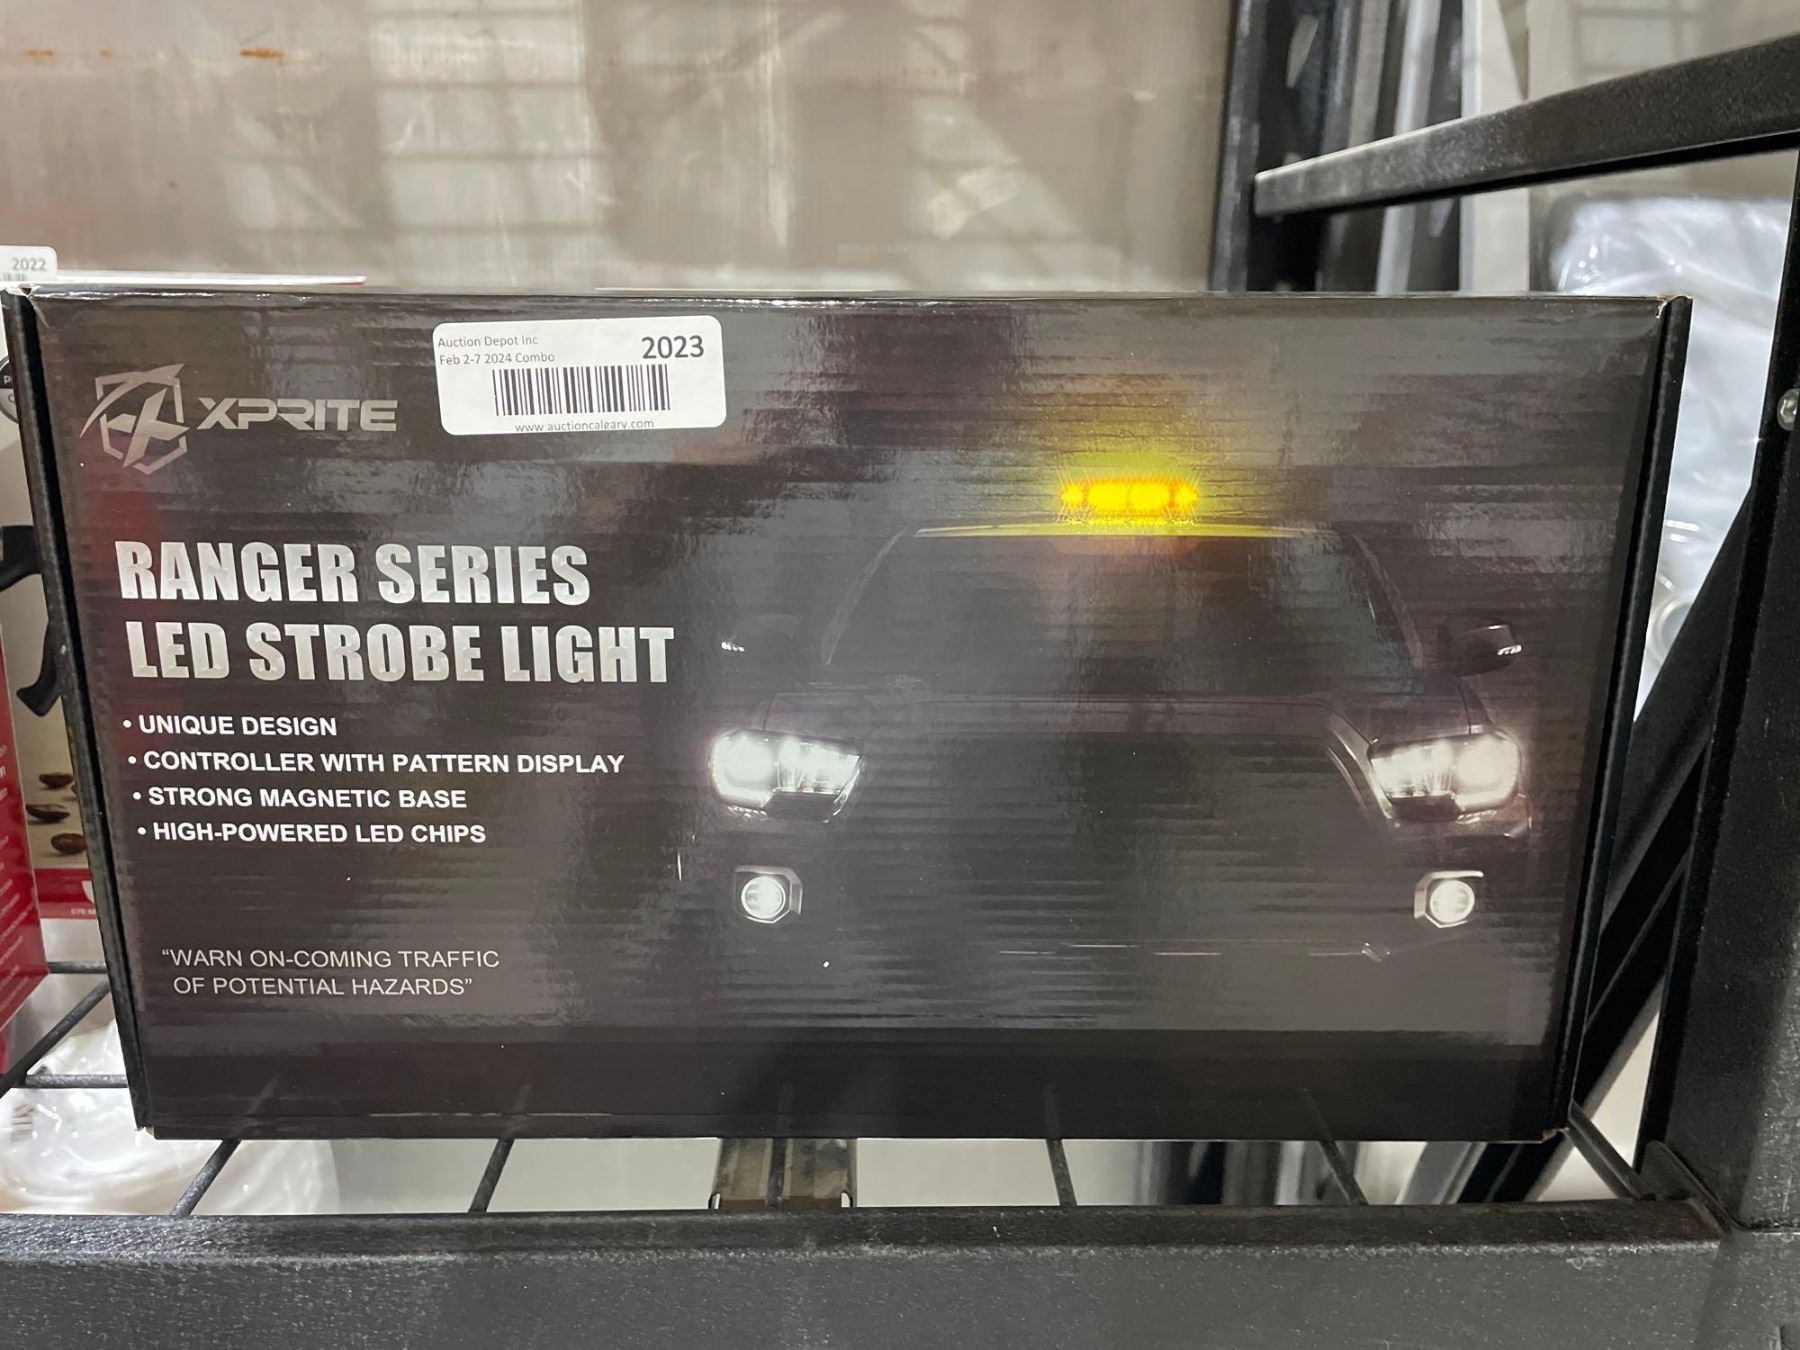 2022
Auction Depot Inc
2023
Feb 2-7 2024 Combo
www.auctioncalgary.com
XPRITE
RANGER SERIES
LED STROBE LIGHT
• UNIQUE DESIGN
• CONTROLLER WITH PATTERN DISPLAY
• STRONG MAGNETIC BASE
• HIGH-POWERED LED CHIPS
“WARN ON-COMING TRAFFIC
OF POTENTIAL HAZARDS”